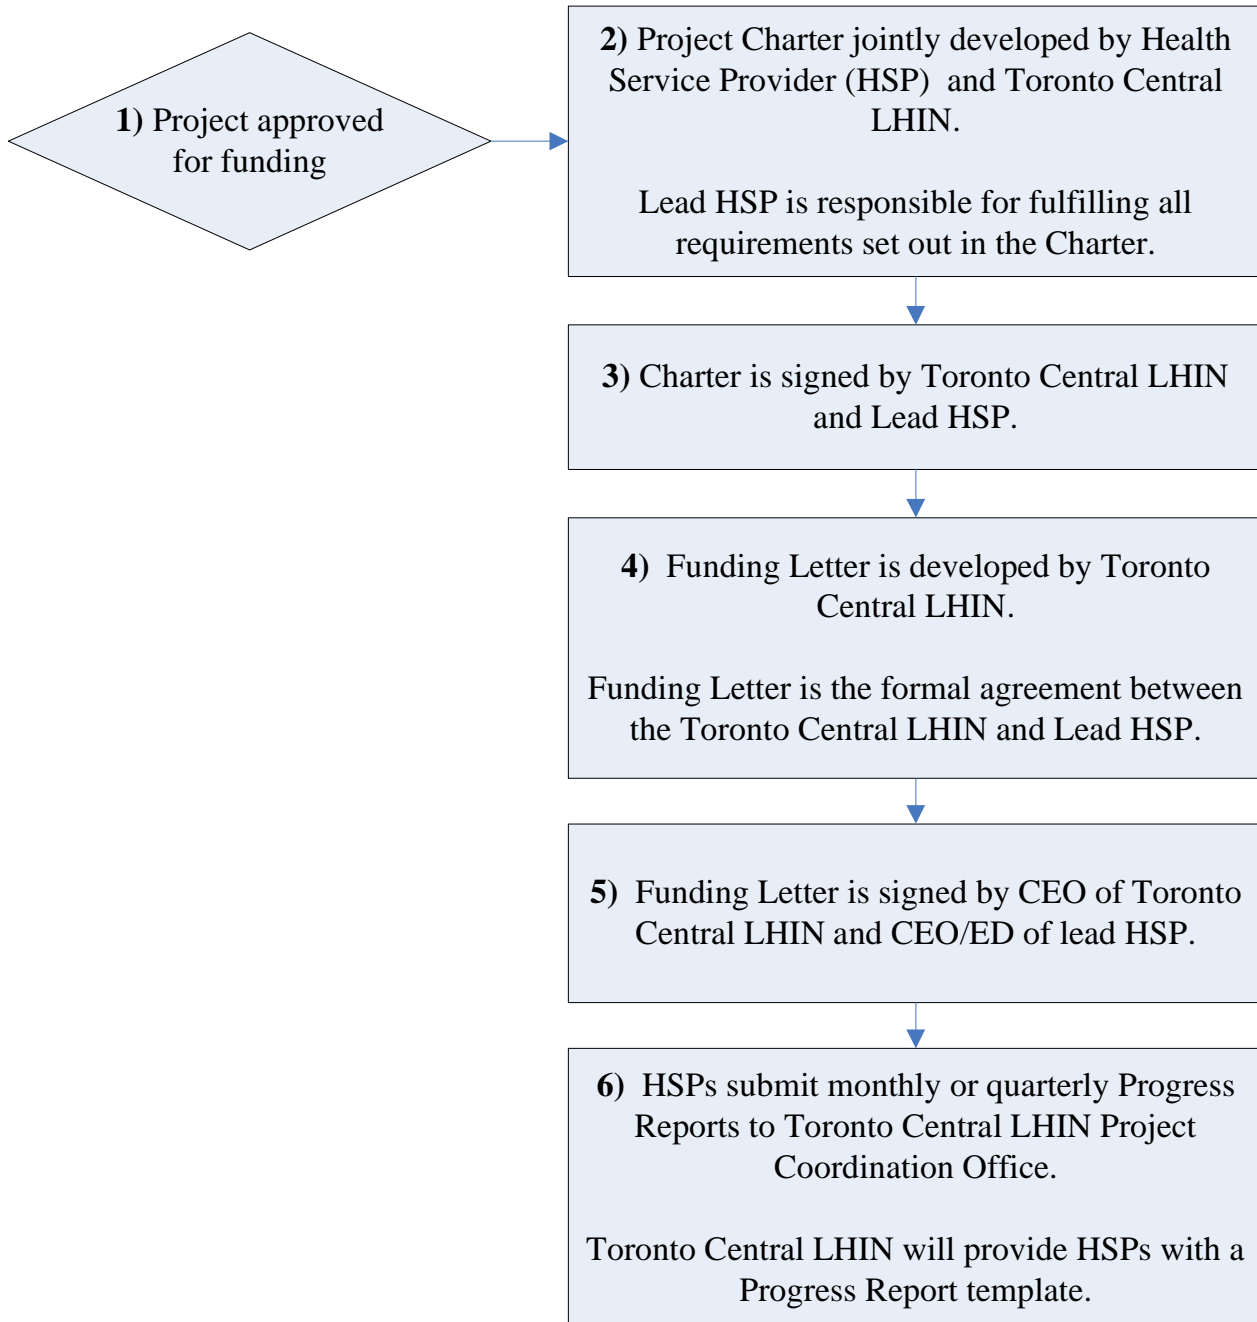 1) Project approved
for funding
2) Project Charter jointly developed by Health
Service Provider (HSP)  and Toronto Central
LHIN.
Lead HSP is responsible for fulfilling all
requirements set out in the Charter.
3) Charter is signed by Toronto Central LHIN
and Lead HSP.
4)  Funding Letter is developed by Toronto
Central LHIN.
Funding Letter is the formal agreement between
the Toronto Central LHIN and Lead HSP.
5)  Funding Letter is signed by CEO of Toronto
Central LHIN and CEO/ED of lead HSP.
6)  HSPs submit monthly or quarterly Progress
Reports to Toronto Central LHIN Project
Coordination Office.
Toronto Central LHIN will provide HSPs with a
Progress Report template.